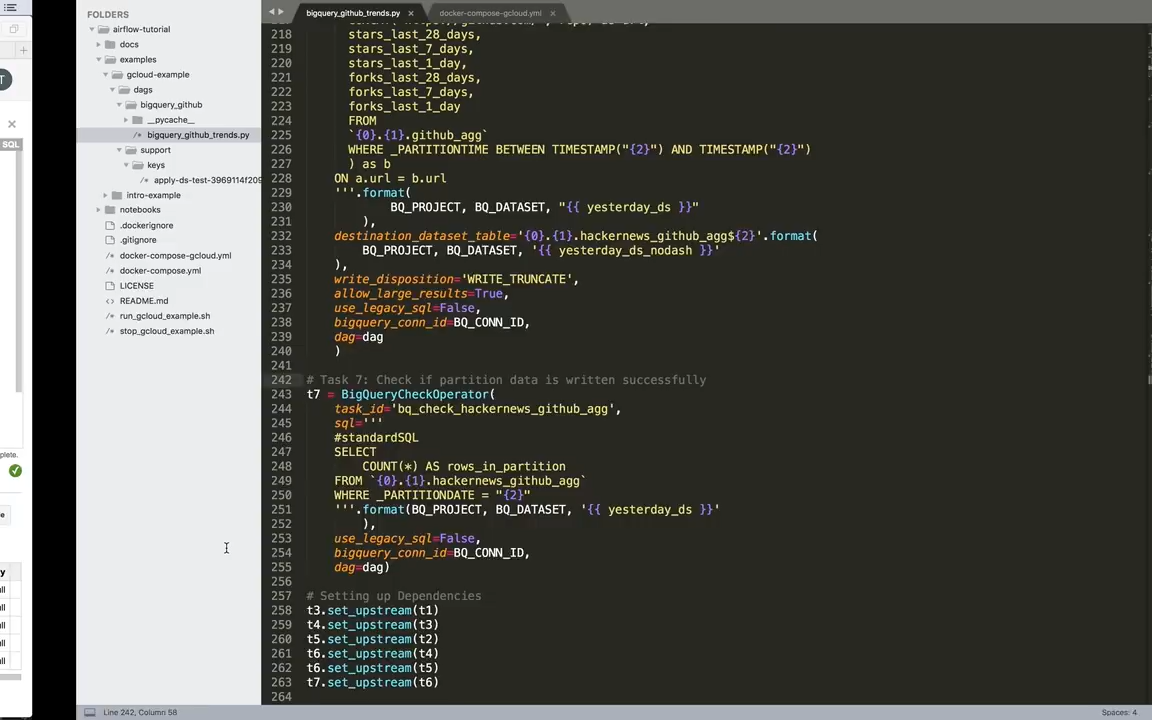 T
SQL
plete.
FOLDERS
airflow-tutorial
docs
examples
gcloud-example
dags
bigquery_github
__pycache__
bigquery_github_trends.py
support
keys
apply-ds-test-3969114f209
intro-example
notebooks
.dockerignore
.gitignore
docker-compose-gcloud.yml
docker-compose.yml
LICENSE
README.md
run_gcloud_example.sh
stop_gcloud_example.sh
bigquery_github_trends.py
docker-compose-gcloud.yml
218 stars_last_28_days,
219 stars_last_7_days,
220 stars_last_1_day,
221 forks_last_28_days,
222 forks_last_7_days,
223 forks_last_1_day
224 FROM
225 `{0}.{1}.github_agg`
226 WHERE _PARTITIONTIME BETWEEN TIMESTAMP("{2}") AND TIMESTAMP("{2}")
227 ) as b
228 ON a.url = b.url
229 '''.format(
230 BQ_PROJECT, BQ_DATASET, "{{ yesterday_ds }}"
231 ),
232 destination_dataset_table='{0}.{1}.hackernews_github_agg${2}'.format(
233 BQ_PROJECT, BQ_DATASET, '{{ yesterday_ds_nodash }}'
234 ),
235 write_disposition='WRITE_TRUNCATE',
236 allow_large_results=True,
237 use_legacy_sql=False,
238 bigquery_conn_id=BQ_CONN_ID,
239 dag=dag
240 )
241
242 # Task 7: Check if partition data is written successfully
243 t7 = BigQueryCheckOperator(
244 task_id='bq_check_hackernews_github_agg',
245 sql='''
246 #standardSQL
247 SELECT
248 COUNT(*) AS rows_in_partition
249 FROM `{0}.{1}.hackernews_github_agg`
250 WHERE _PARTITIONDATE = "{2}"
251 '''.format(BQ_PROJECT, BQ_DATASET, '{{ yesterday_ds }}'
252 ),
253 use_legacy_sql=False,
254 bigquery_conn_id=BQ_CONN_ID,
255 dag=dag)
256
257 # Setting up Dependencies
258 t3.set_upstream(t1)
259 t4.set_upstream(t3)
260 t5.set_upstream(t2)
261 t6.set_upstream(t4)
262 t6.set_upstream(t5)
263 t7.set_upstream(t6)
264
Line 242, Column 58
Spaces: 4